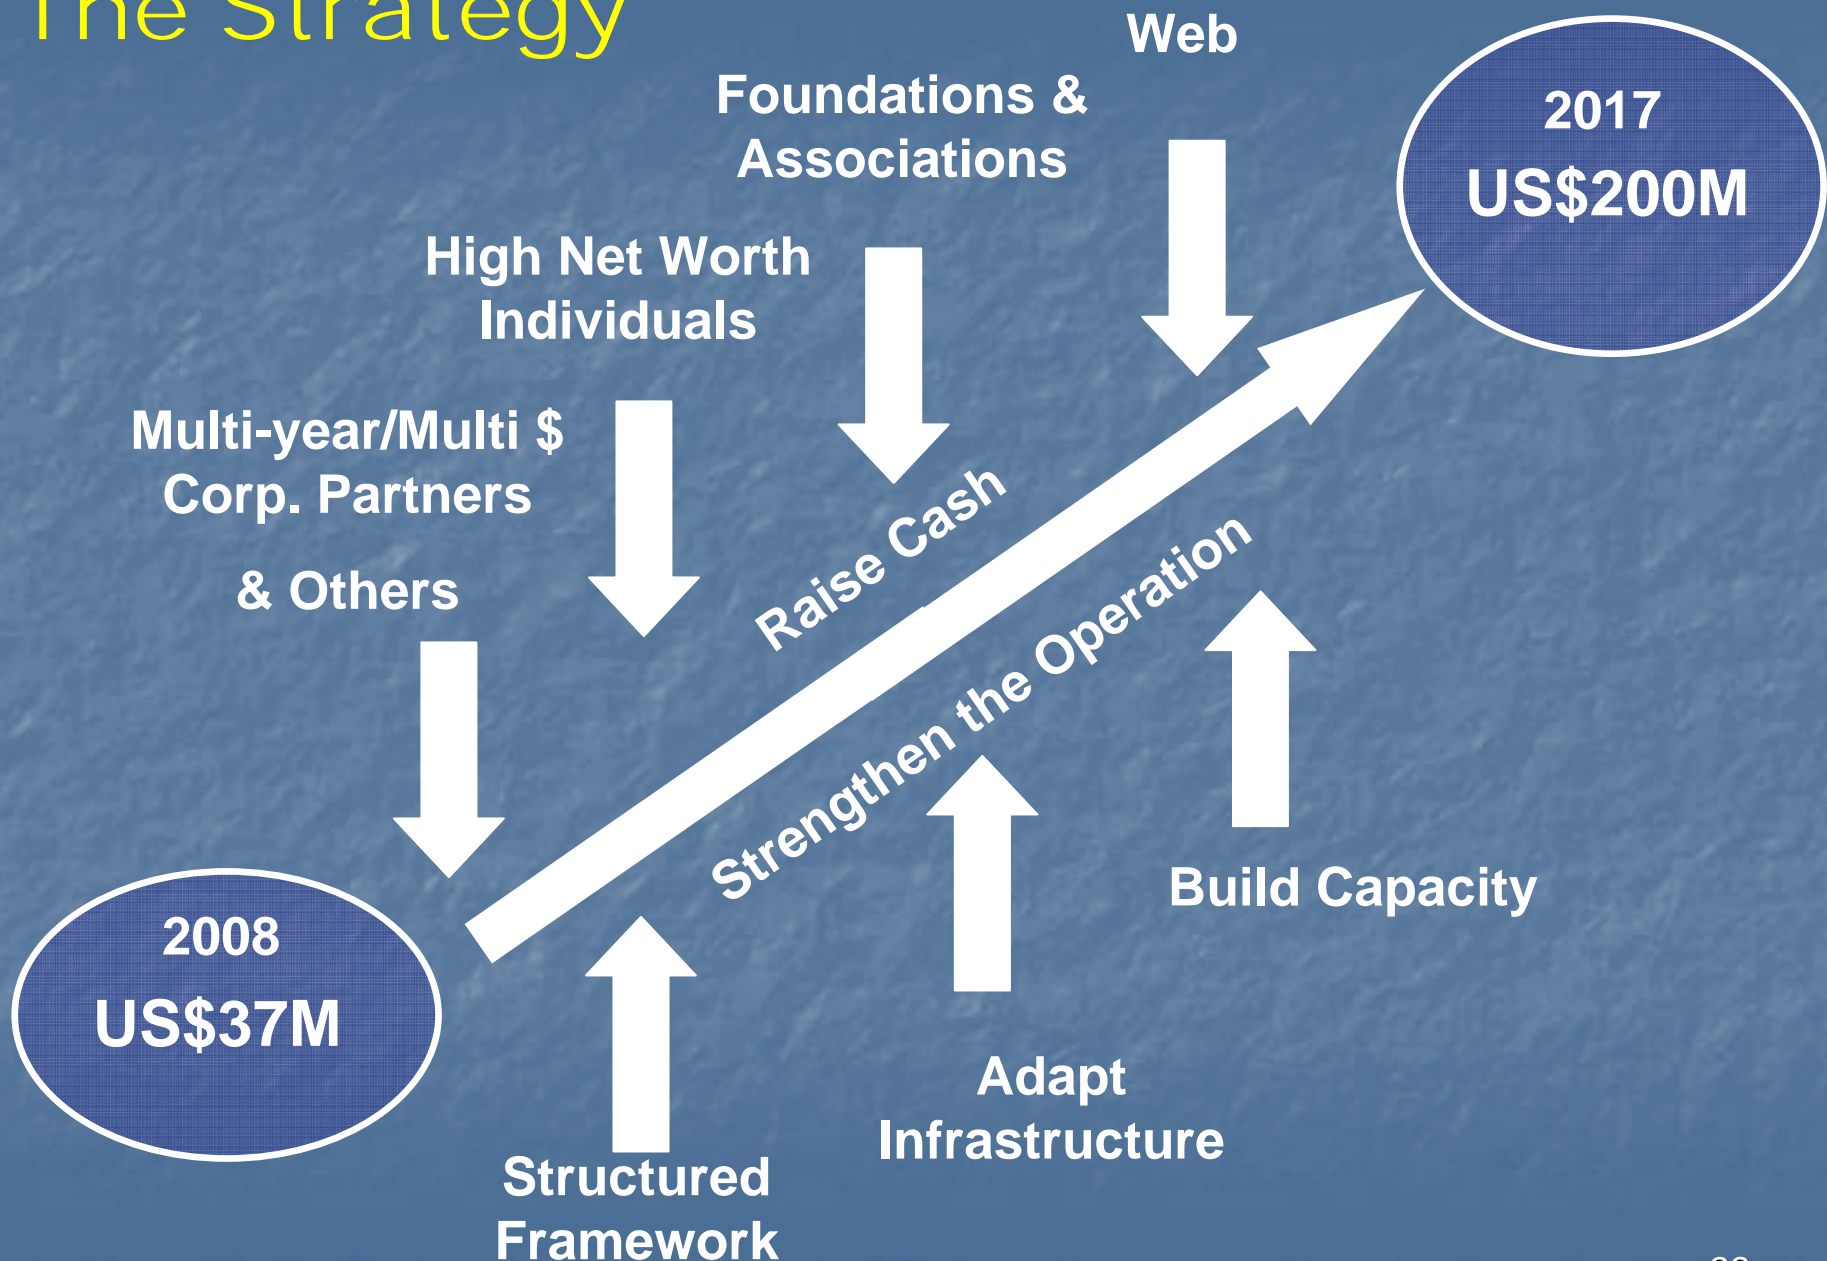 The Strategy
Web
Foundations &
Associations
2017
US$200M
High Net Worth
Individuals
Multi-year/Multi $
Corp. Partners
& Others
Raise Cash
Strengthen the Operation
Build Capacity
2008
US$37M
Adapt
Infrastructure
Structured
Framework